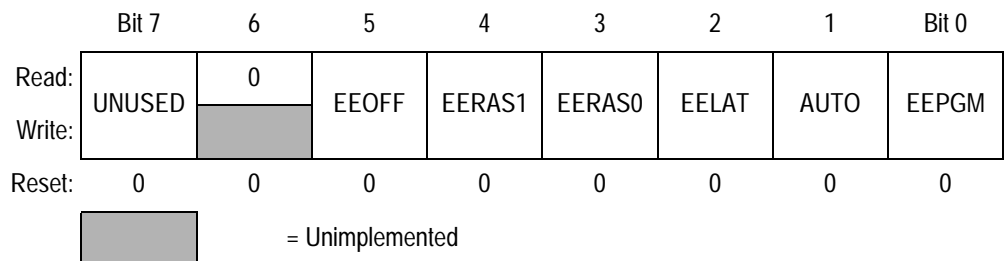 Bit 7 6 5 4 3 2 1 Bit 0
Read: UNUSED 0 EEOFF EERAS1 EERAS0 EELAT AUTO EEPGM
Write:
Reset: 0 0 0 0 0 0 0 0
= Unimplemented